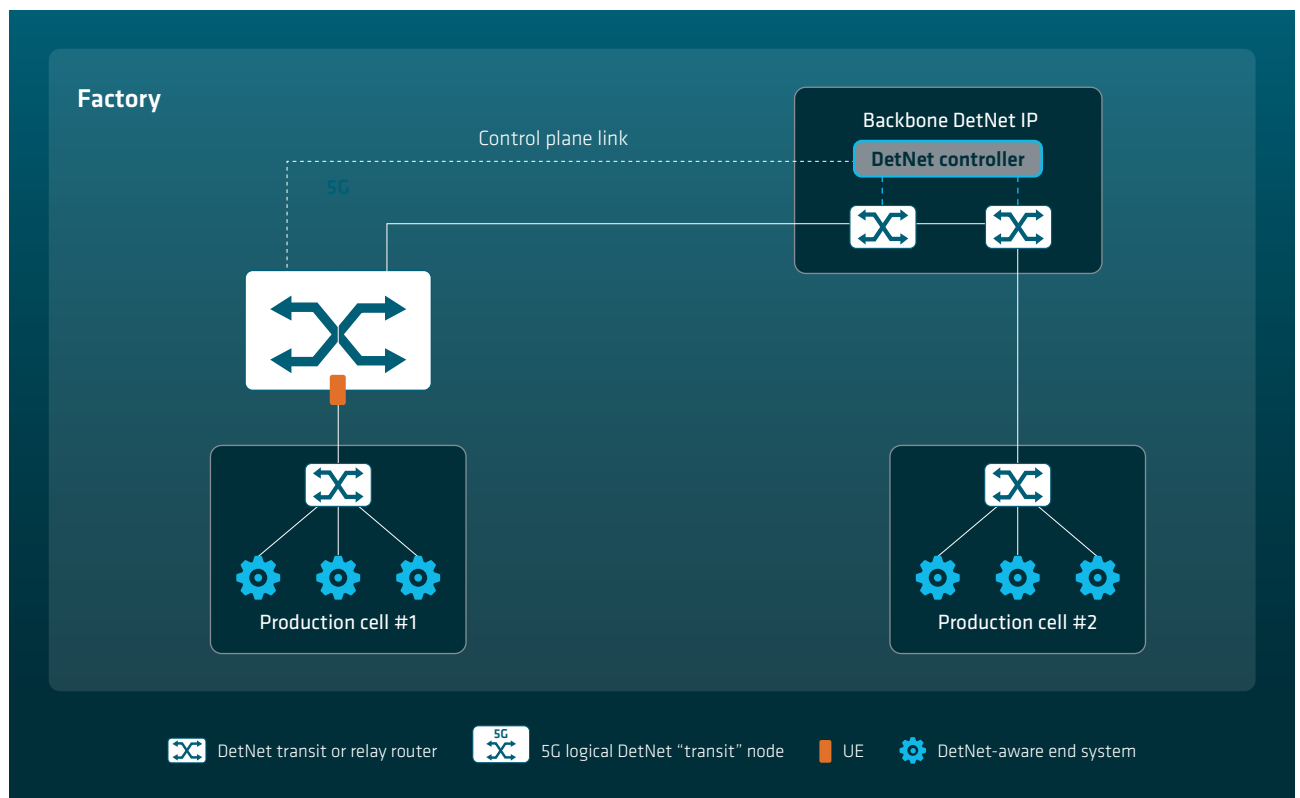 Factory
Backbone DetNet IP
Control plane link
DetNet controller
5G
Production cell #1
Production cell #2
DetNet transit or relay router
5G
5G logical DetNet “transit” node
UE
DetNet-aware end system